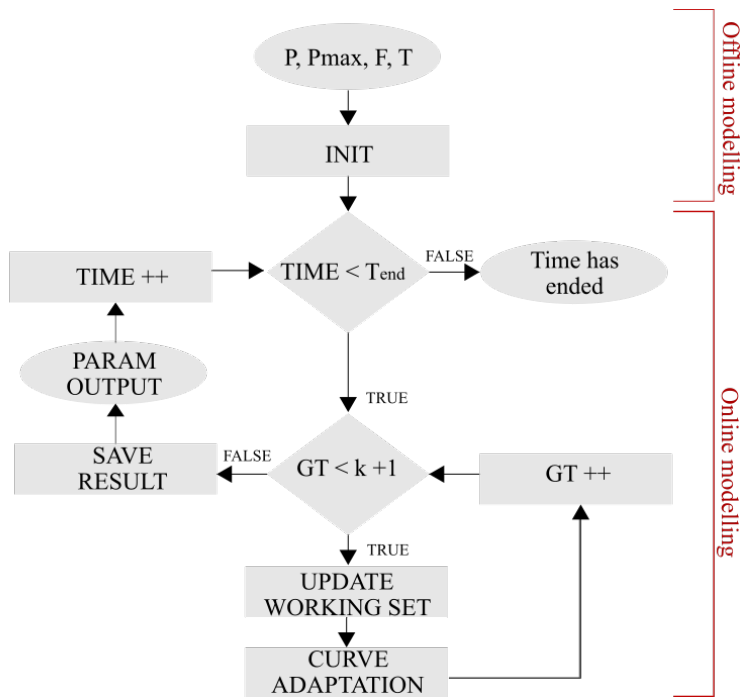 P, Pmax, F, T
INIT
Offline modelling
TIME ++
TIME < Tend
FALSE
Time has
ended
PARAM
OUTPUT
TRUE
SAVE
RESULT
FALSE
GT < k +1
GT ++
TRUE
UPDATE
WORKING SET
CURVE
ADAPTATION
Online modelling